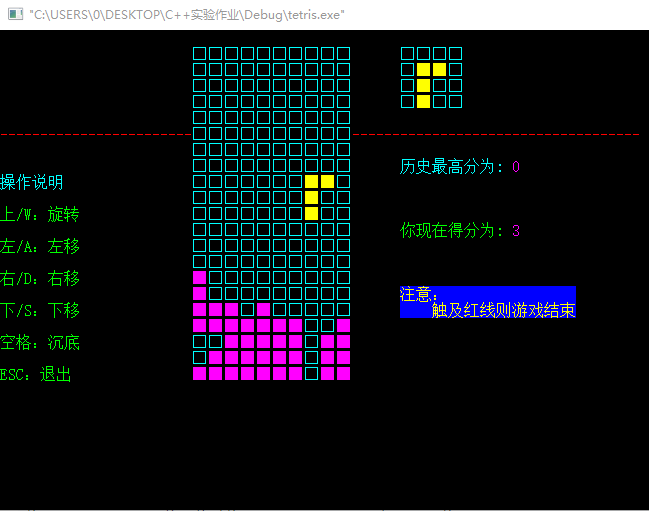 "C:\USERS\0\DESKTOP\C++实验作业\Debug\tetris.exe"
操作说明
上/W: 旋转
左/A: 左移
右/D: 右移
下/S: 下移
空格: 沉底
ESC: 退出
历史最高分为: 0
你现在得分为: 3
注意:
触及红线则游戏结束